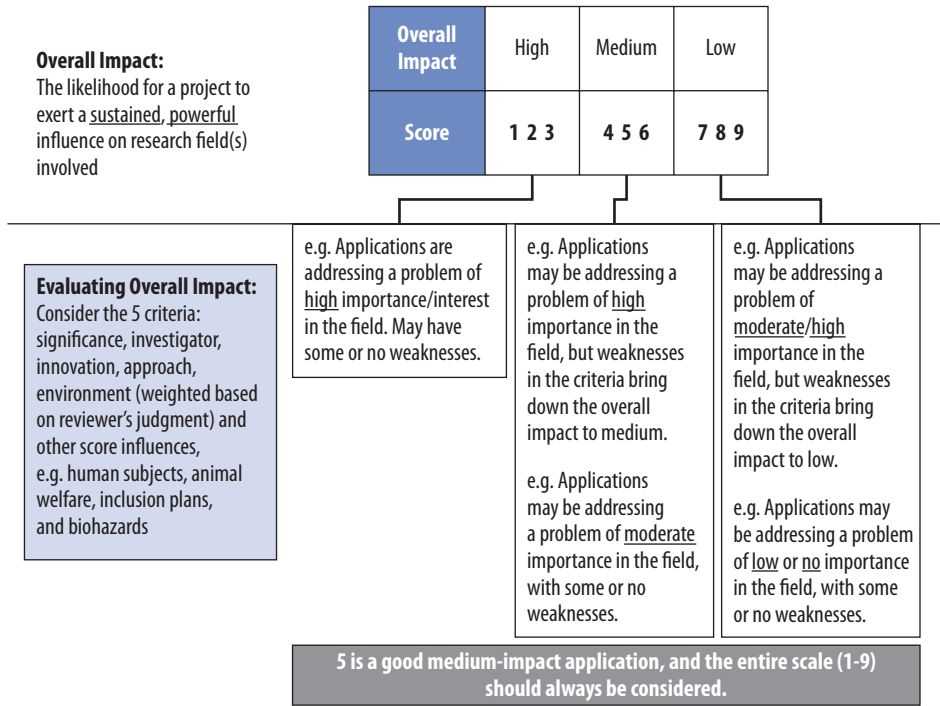 Overall Impact:
The likelihood for a project to
exert a sustained, powerful
influence on research field(s)
involved
Overall
Impact
High
Medium
Low
Score
1 2 3
4 5 6
7 8 9
Evaluating Overall Impact:
Consider the 5 criteria:
significance, investigator,
innovation, approach,
environment (weighted based
on reviewer's judgment) and
other score influences,
e.g. human subjects, animal
welfare, inclusion plans,
and biohazards
e.g. Applications are
addressing a problem of
high importance/interest
in the field. May have
some or no weaknesses.
e.g. Applications
may be addressing a
problem of high
importance in the
field, but weaknesses
in the criteria bring
down the overall
impact to medium.
e.g. Applications
may be addressing
a problem of moderate
importance in the field,
with some or no
weaknesses.
e.g. Applications
may be addressing a
problem of
moderate/high
importance in the
field, but weaknesses
in the criteria bring
down the overall
impact to low.
e.g. Applications may
be addressing a problem
of low or no importance
in the field, with some
or no weaknesses.
5 is a good medium-impact application, and the entire scale (1-9)
should always be considered.